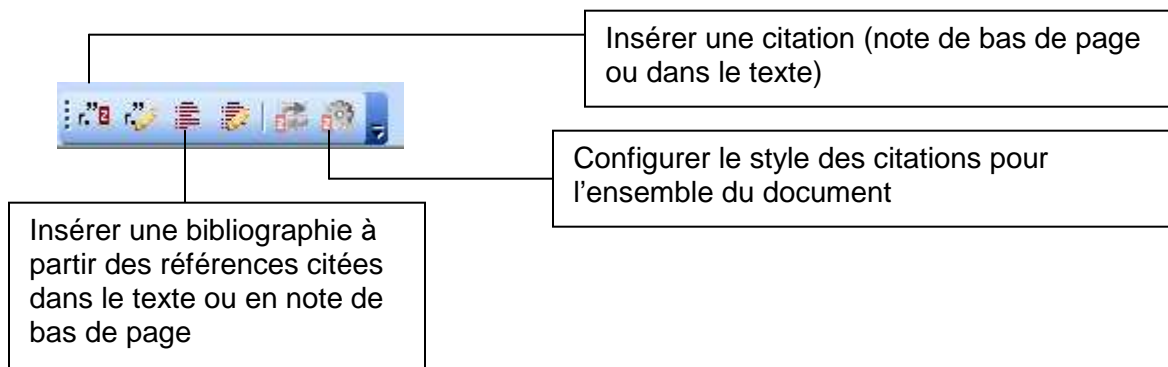 Insérer une citation (note de bas de page
ou dans le texte)
Configurer le style des citations pour
l’ensemble du document
Insérer une bibliographie à
partir des références citées
dans le texte ou en note de
bas de page